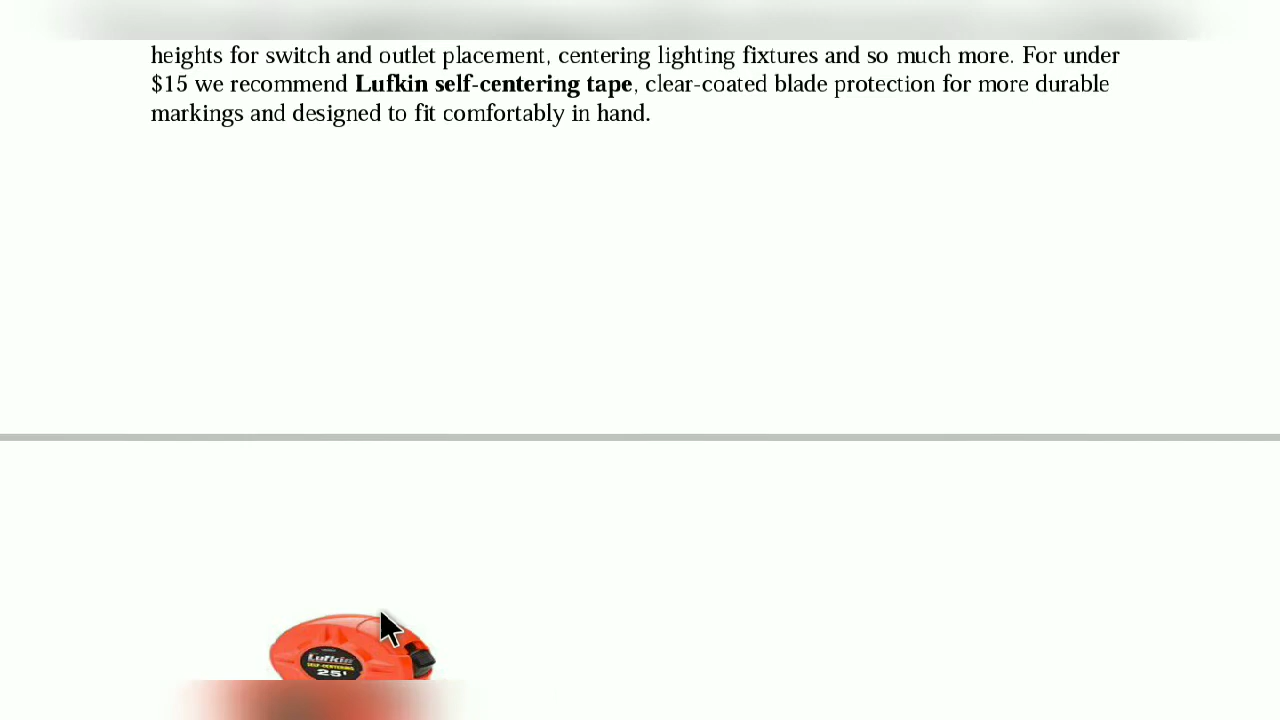 heights for switch and outlet placement, centering lighting fixtures and so much more. For under
$15 we recommend Lufkin self-centering tape, clear-coated blade protection for more durable
markings and designed to fit comfortably in hand.
Lufkin
SELF-CENTERING
25'